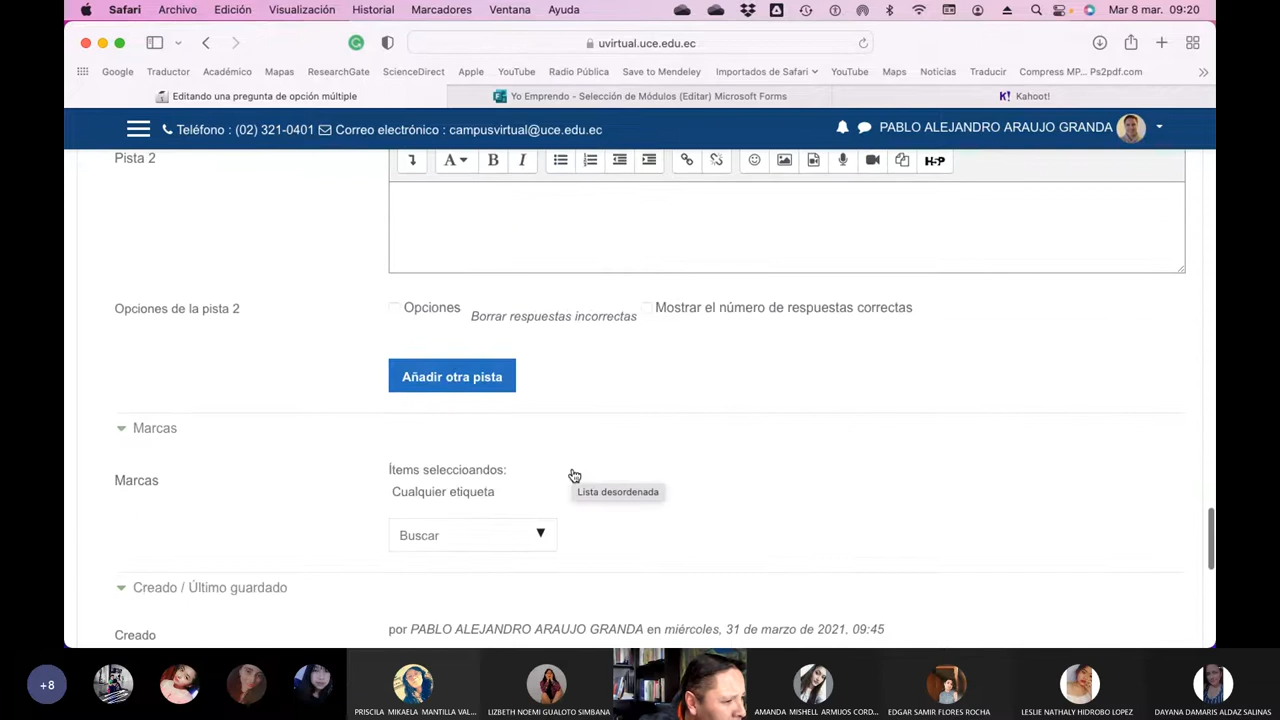 Safari Archivo Edición Visualización Historial Marcadores Ventana Ayuda Mar 8 mar. 09:20
uvirtual.uce.edu.ec
Google Traductor Académico Mapas ResearchGate ScienceDirect Apple YouTube Radio Pública Save to Mendeley Importados de Safari YouTube Maps Noticias Traducir Compress MP... Ps2pdf.com
Editando una pregunta de opción múltiple Yo Emprendo - Selección de Módulos (Editar) Microsoft Forms K! Kahoot!
Teléfono : (02) 321-0401 Correo electrónico : campusvirtual@uce.edu.ec PABLO ALEJANDRO ARAUJO GRANDA
Pista 2 A B I H-P
Opciones de la pista 2 Opciones Borrar respuestas incorrectas Mostrar el número de respuestas correctas
Añadir otra pista
Marcas
Marcas Ítems seleccioandos:
Cualquier etiqueta
Lista desordenada
Buscar
Creado / Último guardado
Creado por PABLO ALEJANDRO ARAUJO GRANDA en miércoles, 31 de marzo de 2021, 09:45
+8 PRISCILA MIKAELA MANTILLA VAL... LIZBETH NOEMI GUALOTO SIMBANA AMANDA MISHELL ARMIJOS CORD... EDGAR SAMIR FLORES ROCHA LESLIE NATHALY HIDROBO LOPEZ DAYANA DAMARIS ALDAZ SALINAS